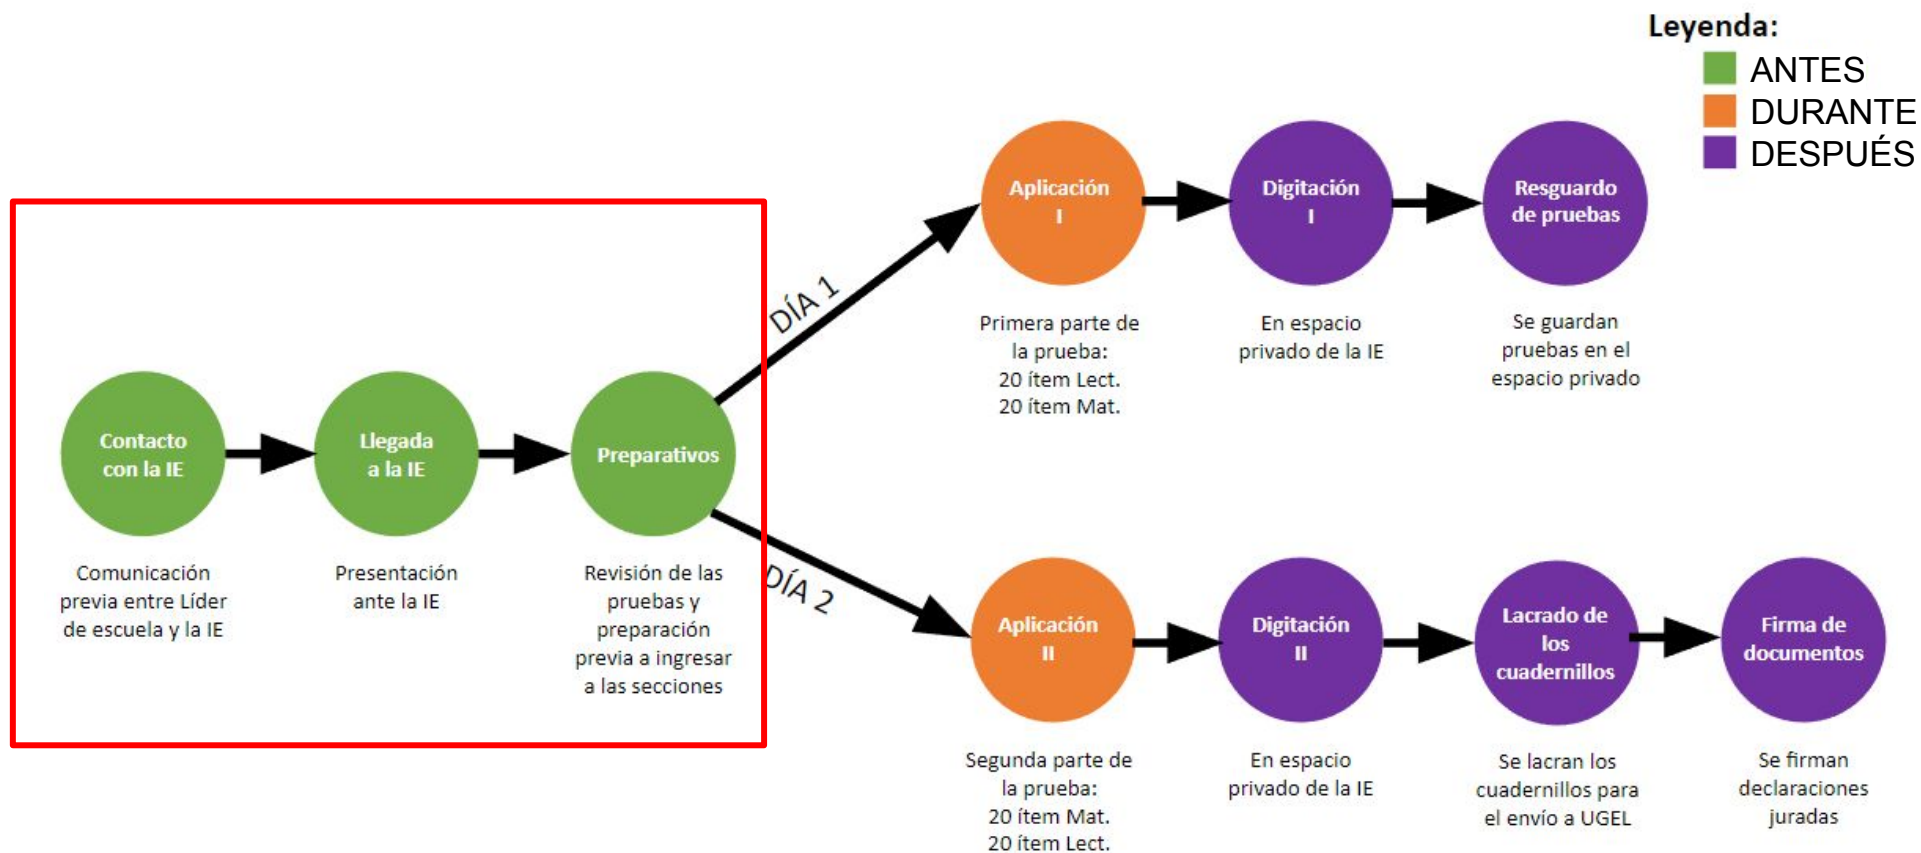 Leyenda:
ANTES
DURANTE
DESPUÉS
Contacto
con la IE
Comunicación
previa entre Líder
de escuela y la IE
Llegada
a la IE
Presentación
ante la IE
Preparativos
Revisión de las
pruebas y
preparación
previa a ingresar
a las secciones
DÍA 1
Aplicación
I
Primera parte de
la prueba:
20 ítem Lect.
20 ítem Mat.
Digitación
I
En espacio
privado de la IE
Resguardo
de pruebas
Se guardan
pruebas en el
espacio privado
DÍA 2
Aplicación
II
Segunda parte de
la prueba:
20 ítem Mat.
20 ítem Lect.
Digitación
II
En espacio
privado de la IE
Lacrado de
los
cuadernillos
Se lacran los
cuadernillos para
el envío a UGEL
Firma de
documentos
Se firman
declaraciones
juradas